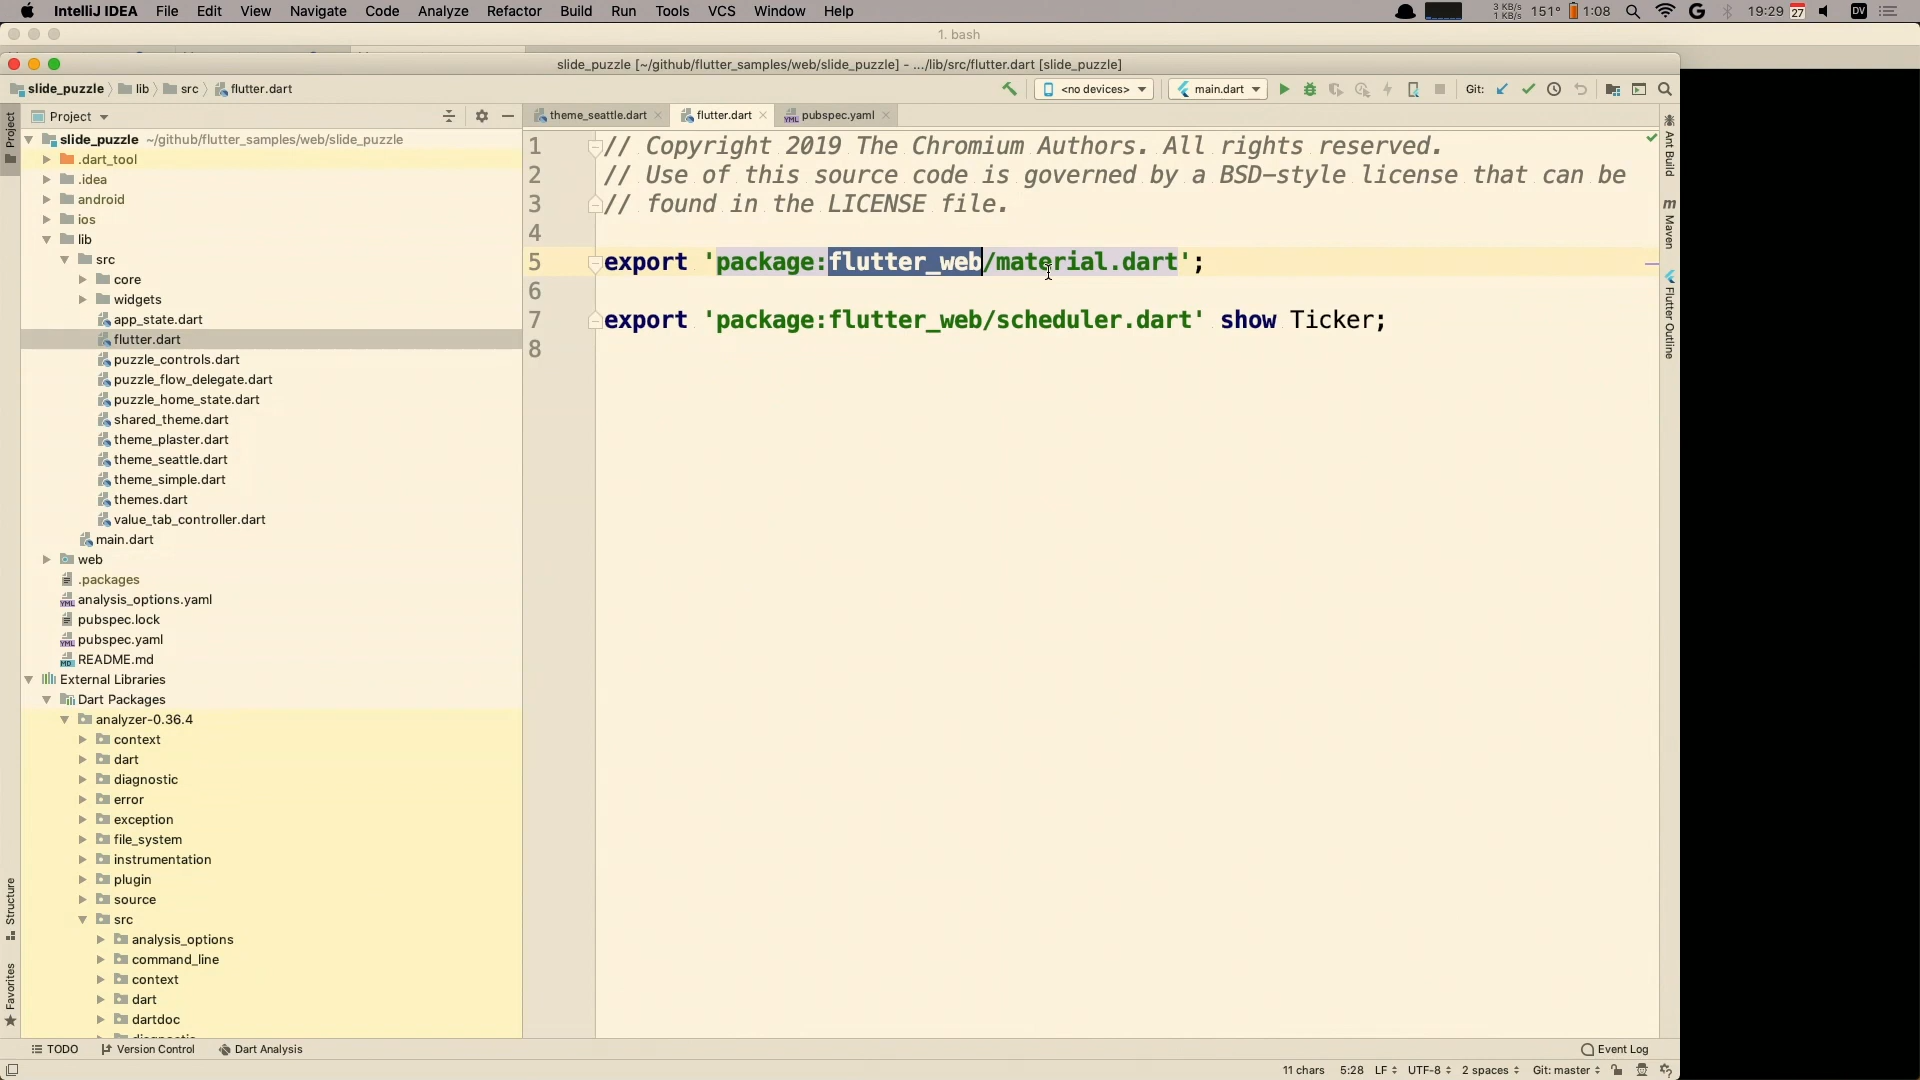 IntelliJ IDEA File Edit View Navigate Code Analyze Refactor Build Run Tools VCS Window Help 3 KB/s 1 KB/s 151° 1:08 19:29 27 DV
1. bash
slide_puzzle [~/github/flutter_samples/web/slide_puzzle] - .../lib/src/flutter.dart [slide_puzzle]
slide_puzzle lib src flutter.dart <no devices> main.dart Git:
Project theme_seattle.dart flutter.dart pubspec.yaml
Project
slide_puzzle ~/github/flutter_samples/web/slide_puzzle
.dart_tool
.idea
android
ios
lib
src
core
widgets
app_state.dart
flutter.dart
puzzle_controls.dart
puzzle_flow_delegate.dart
puzzle_home_state.dart
shared_theme.dart
theme_plaster.dart
theme_seattle.dart
theme_simple.dart
themes.dart
value_tab_controller.dart
main.dart
web
.packages
analysis_options.yaml
pubspec.lock
pubspec.yaml
README.md
External Libraries
Dart Packages
analyzer-0.36.4
context
dart
diagnostic
error
exception
file_system
instrumentation
plugin
source
src
analysis_options
command_line
context
dart
dartdoc
Structure
Favorites
1 // Copyright 2019 The Chromium Authors. All rights reserved.
2 // Use of this source code is governed by a BSD-style license that can be
3 // found in the LICENSE file.
4
5 export 'package:flutter_web/material.dart';
6
7 export 'package:flutter_web/scheduler.dart' show Ticker;
8
Ant Build
Maven
Flutter Outline
TODO Version Control Dart Analysis Event Log
11 chars 5:28 LF UTF-8 2 spaces Git: master